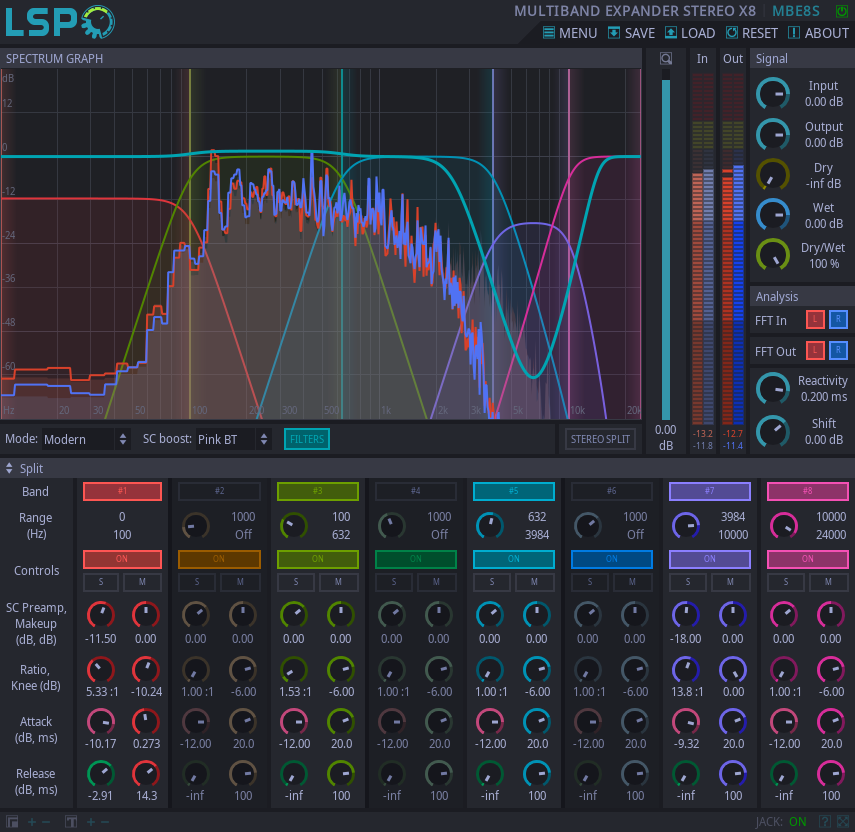 LSP
MULTIBAND EXPANDER STEREO X8 MBE8S
MENU SAVE LOAD RESET ABOUT
SPECTRUM GRAPH
In Out
Signal
dB
12
0
-12
-24
-36
-48
-60
Hz 20 30 50 100 200 300 500 1k 2k 3k 5k 10k 20k
0.00
dB
-13.2
-11.8
-12.7
-11.4
Input
0.00 dB
Output
0.00 dB
Dry
-inf dB
Wet
0.00 dB
Dry/Wet
100 %
Analysis
FFT In L R
FFT Out L R
Reactivity
0.200 ms
Shift
0.00 dB
Mode: Modern SC boost: Pink BT FILTERS STEREO SPLIT
Split
Band #1 #2 #3 #4 #5 #6 #7 #8
Range
(Hz)
0 1000 100 1000 632 1000 3984 10000
100 Off 632 Off 3984 Off 10000 24000
Controls
ON ON ON ON ON ON ON ON
S M S M S M S M S M S M S M S M
SC Preamp,
Makeup
(dB, dB)
-11.50 0.00 0.00 0.00 0.00 0.00 0.00 0.00 0.00 0.00 0.00 0.00 -18.00 0.00 0.00 0.00
Ratio,
Knee (dB)
5.33 :1 -10.24 1.00 :1 -6.00 1.53 :1 -6.00 1.00 :1 -6.00 1.00 :1 -6.00 1.00 :1 -6.00 13.8 :1 0.00 1.00 :1 -6.00
Attack
(dB, ms)
-10.17 0.273 -12.00 20.0 -12.00 20.0 -12.00 20.0 -12.00 20.0 -12.00 20.0 -9.32 20.0 -12.00 20.0
Release
(dB, ms)
-2.91 14.3 -inf 100 -inf 100 -inf 100 -inf 100 -inf 100 -inf 100 -inf 100
JACK: ON